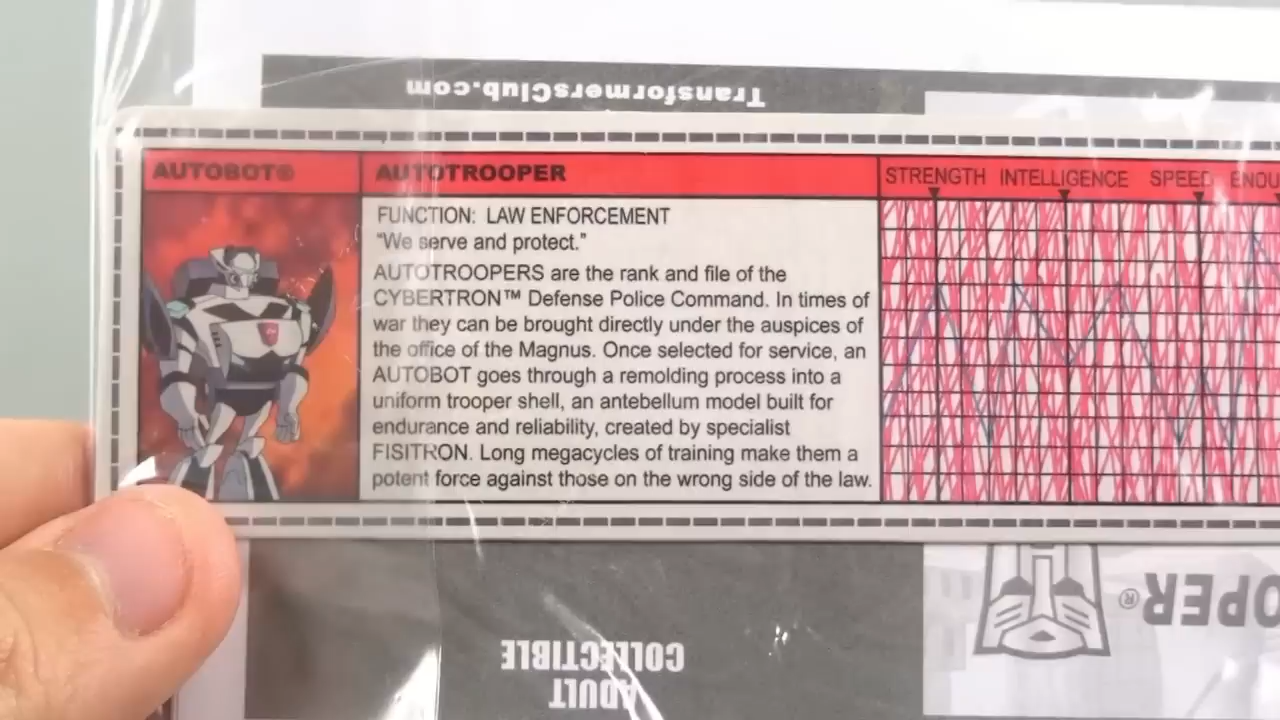 TransformersClub.com
AUTOBOT®
AUTOTROOPER
STRENGTH INTELLIGENCE SPEED ENDU
FUNCTION: LAW ENFORCEMENT
"We serve and protect."
AUTOTROOPERS are the rank and file of the
CYBERTRON™ Defense Police Command. In times of
war they can be brought directly under the auspices of
the office of the Magnus. Once selected for service, an
AUTOBOT goes through a remolding process into a
uniform trooper shell, an antebellum model built for
endurance and reliability, created by specialist
FISITRON. Long megacycles of training make them a
potent force against those on the wrong side of the law.
OPER®
ADULT
COLLECTIBLE